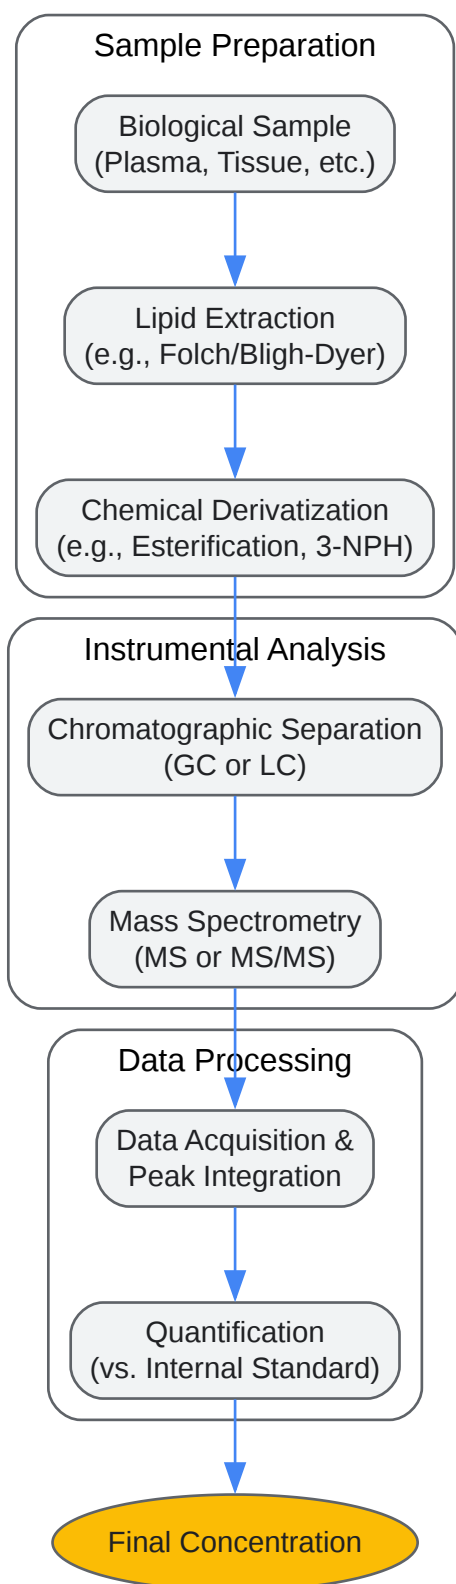 Sample Preparation
Biological Sample
(Plasma, Tissue, etc.)
Lipid Extraction
(e.g., Folch/Bligh-Dyer)
Chemical Derivatization
(e.g., Esterification, 3-NPH)
Instrumental Analysis
Chromatographic Separation
(GC or LC)
Mass Spectrometry
(MS or MS/MS)
Data Processing
Data Acquisition &
Peak Integration
Quantification
(vs. Internal Standard)
Final Concentration